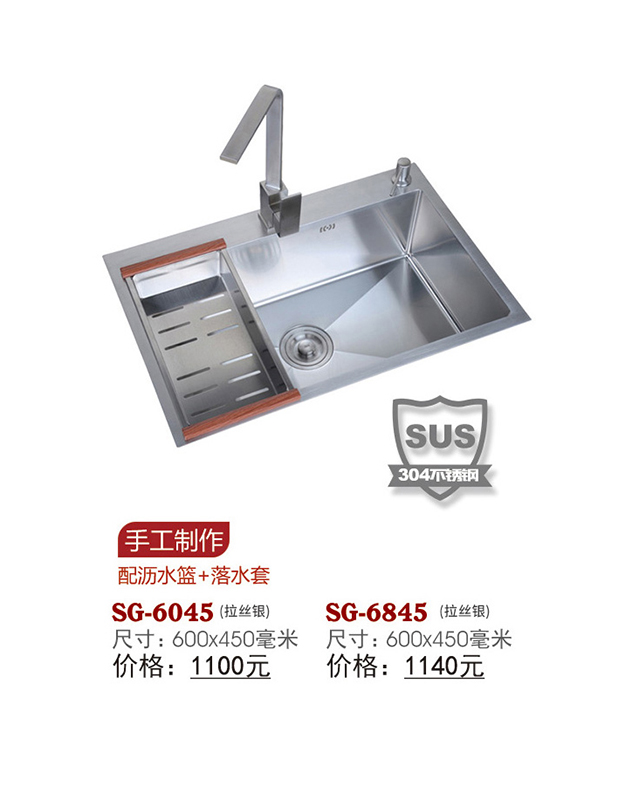 SUS
304不锈钢
手工制作
配沥水篮+落水套
SG-6045 (拉丝银)
尺寸：600x450毫米
价格：1100元
SG-6845 (拉丝银)
尺寸：600x450毫米
价格：1140元